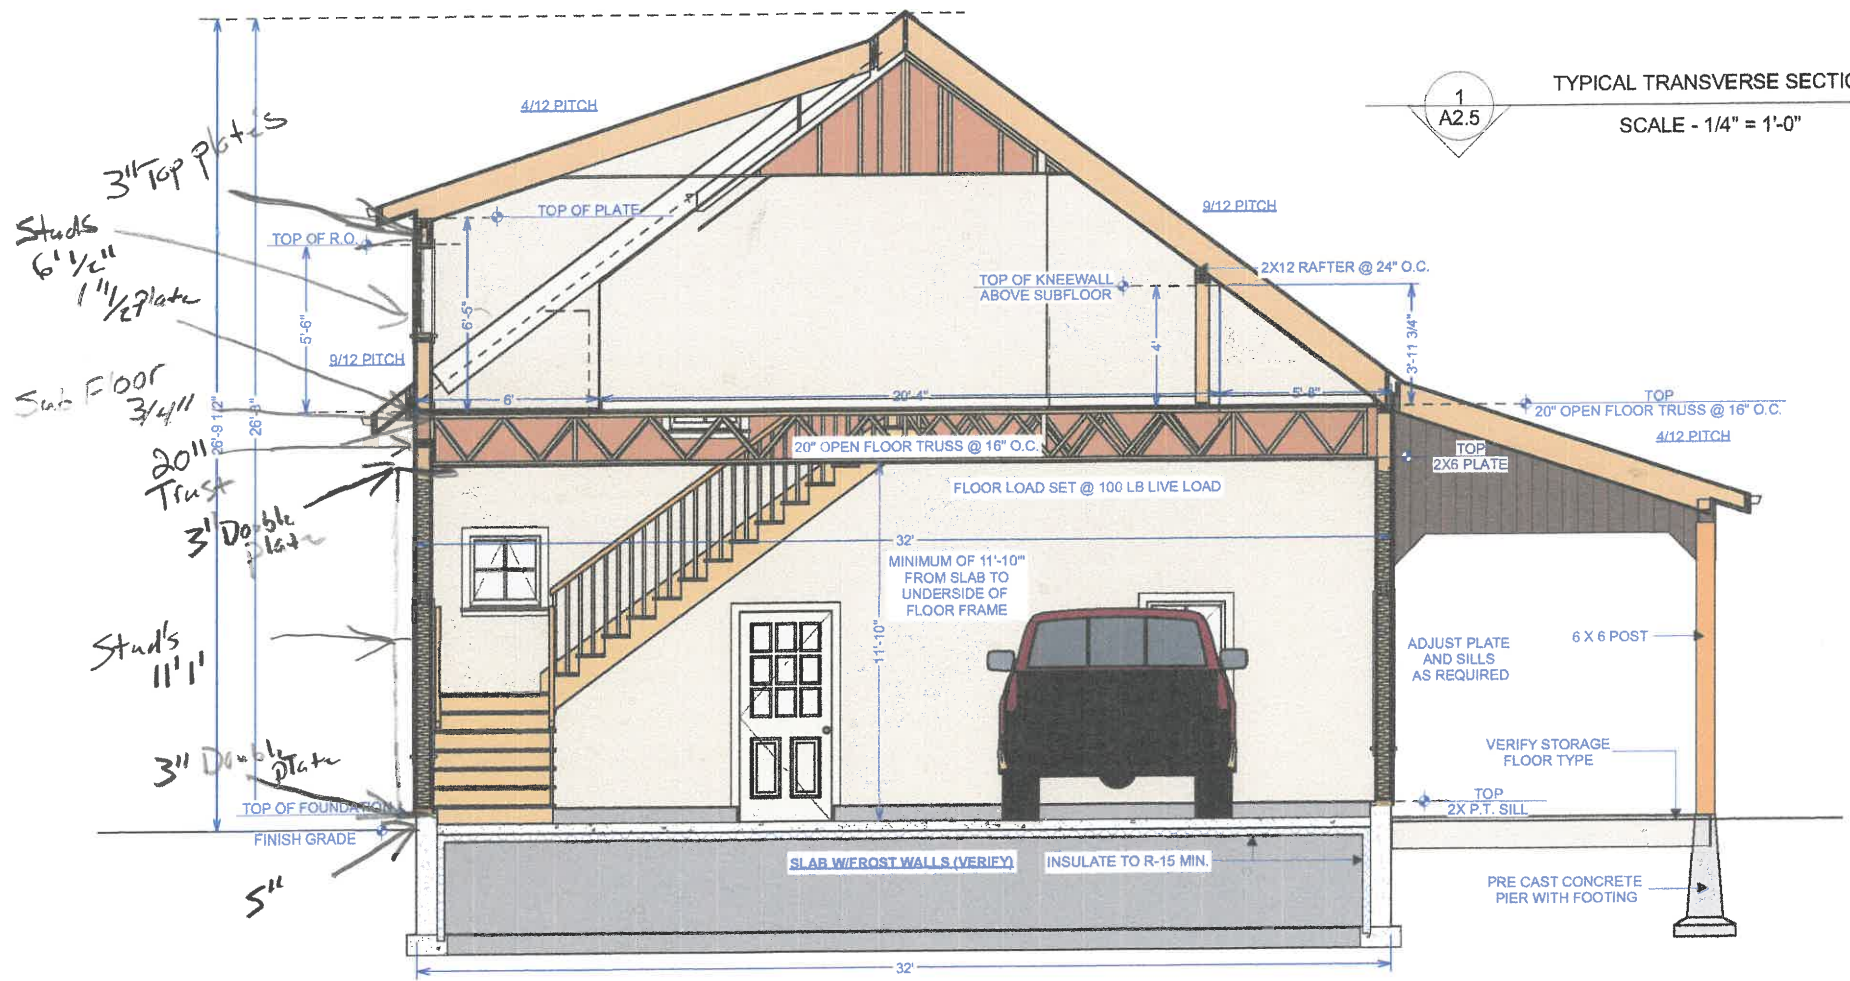 1
A2.5
TYPICAL TRANSVERSE SECTIO
SCALE - 1/4" = 1'-0"
4/12 PITCH
3" Top plate's
Studs
6' 1/2"
1" 1/2 plate
Sub Floor
3/4"
20"
Trust
3" Double
plate
Stud's
11' 1"
3" Double
plate
5"
TOP OF PLATE
TOP OF R.O.
5'-6"
6'-5"
9/12 PITCH
26'-9 1/2"
26'-8"
6'
20'-4"
5'-8"
9/12 PITCH
2X12 RAFTER @ 24" O.C.
TOP OF KNEEWALL
ABOVE SUBFLOOR
4'
3'-11 3/4"
TOP
20" OPEN FLOOR TRUSS @ 16" O.C.
4/12 PITCH
20" OPEN FLOOR TRUSS @ 16" O.C.
TOP
2X6 PLATE
FLOOR LOAD SET @ 100 LB LIVE LOAD
32'
MINIMUM OF 11'-10"
FROM SLAB TO
UNDERSIDE OF
FLOOR FRAME
11'-10"
ADJUST PLATE
AND SILLS
AS REQUIRED
6 X 6 POST
VERIFY STORAGE
FLOOR TYPE
TOP
2X P.T. SILL
TOP OF FOUNDATION
FINISH GRADE
SLAB W/FROST WALLS (VERIFY)
INSULATE TO R-15 MIN.
PRE CAST CONCRETE
PIER WITH FOOTING
32'